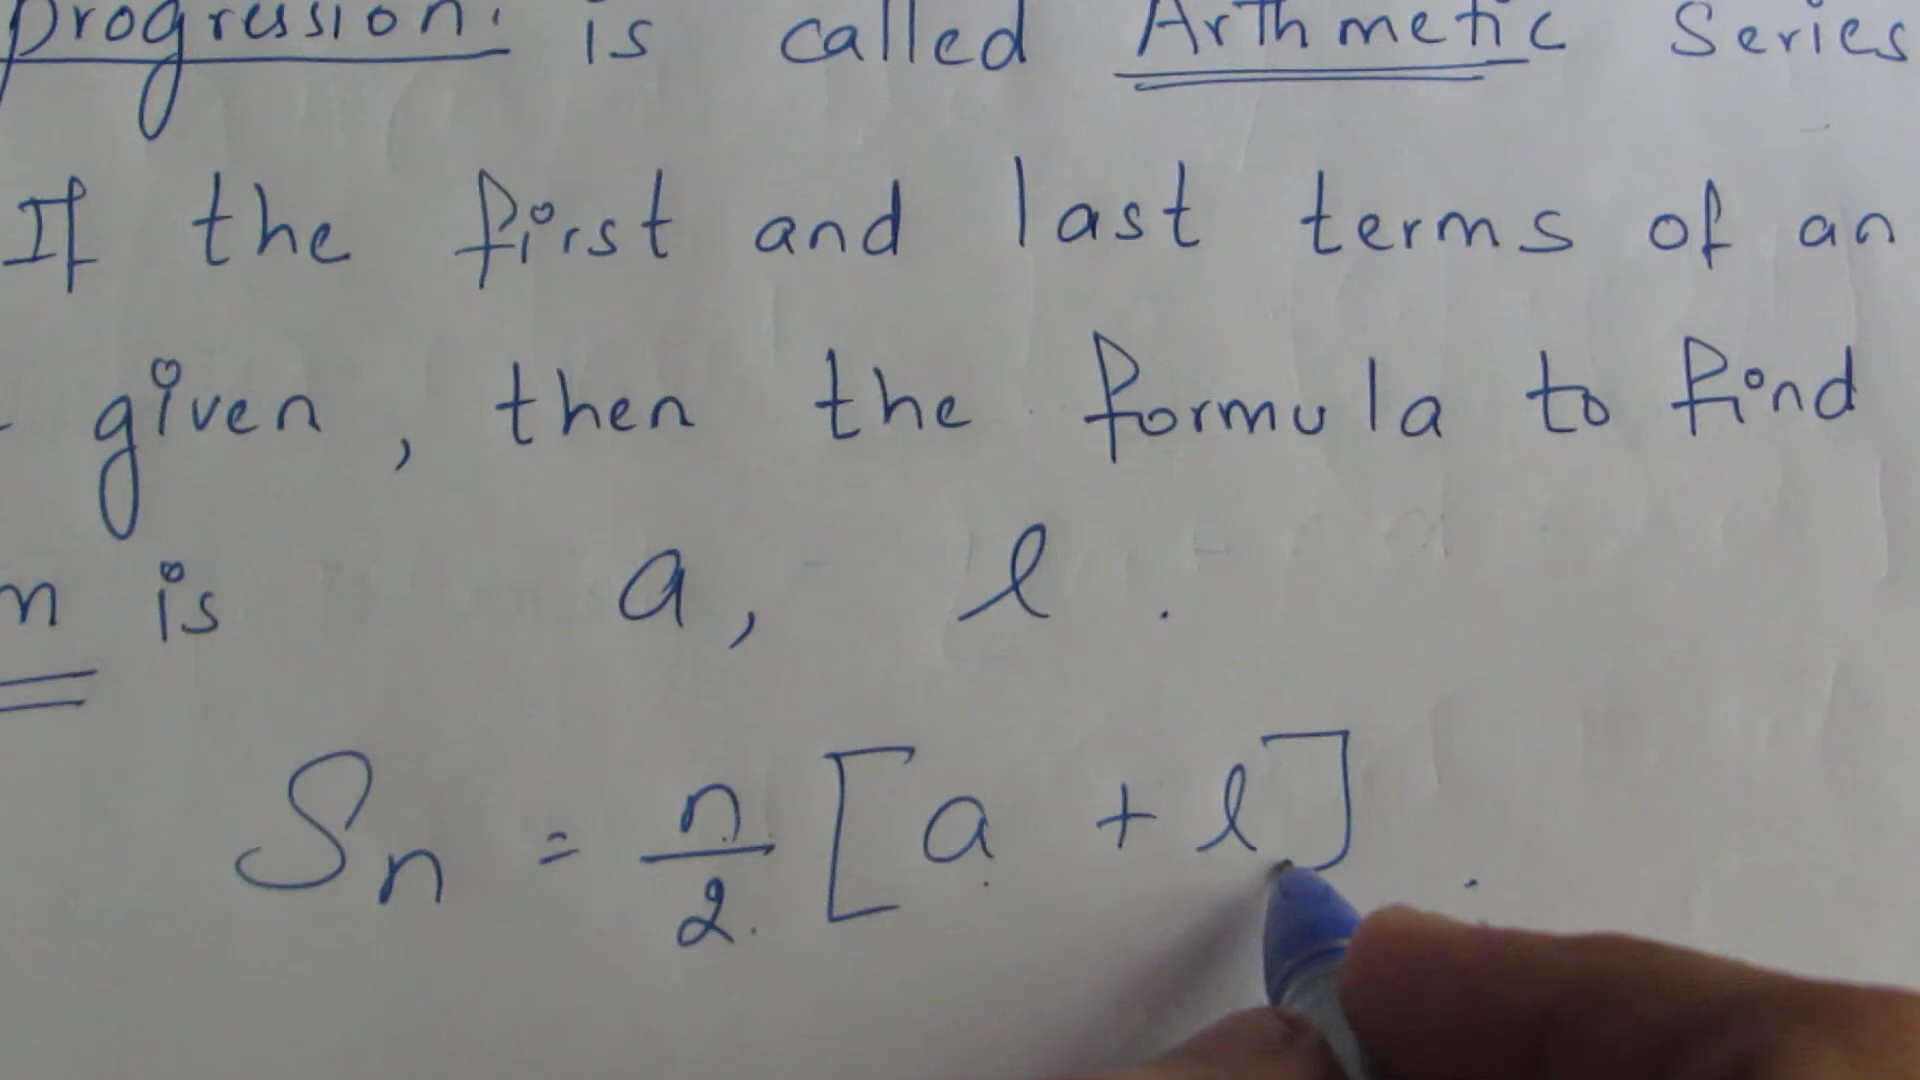 progression. is called Arthmetic Series
If the first and last terms of an
given, then the formula to find
is a, l.
Sn = n/2 [a + l]